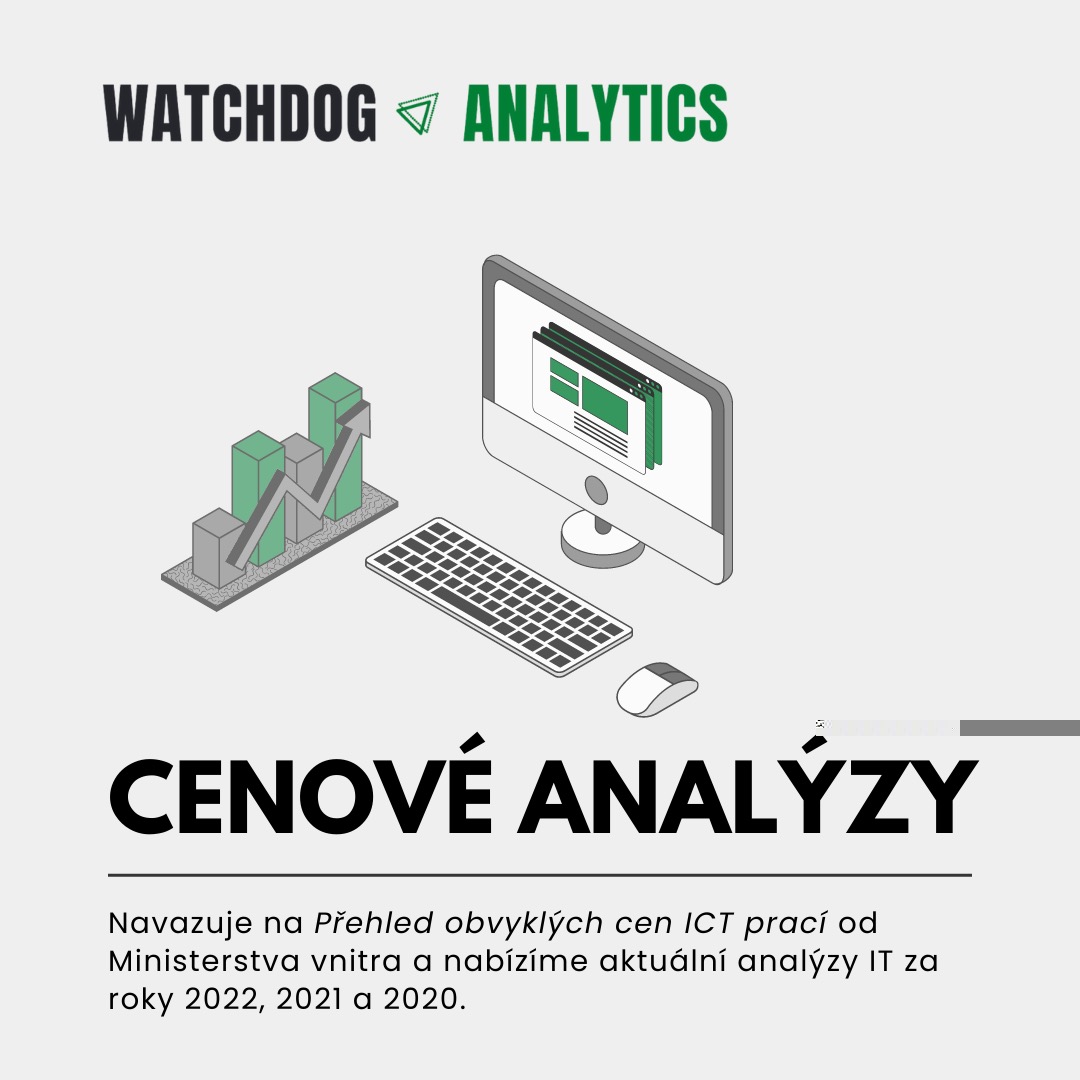 WATCHDOG ANALYTICS
CENOVÉ ANALÝZY
Navazuje na Přehled obvyklých cen ICT prací od
Ministerstva vnitra a nabízíme aktuální analýzy IT za
roky 2022, 2021 a 2020.